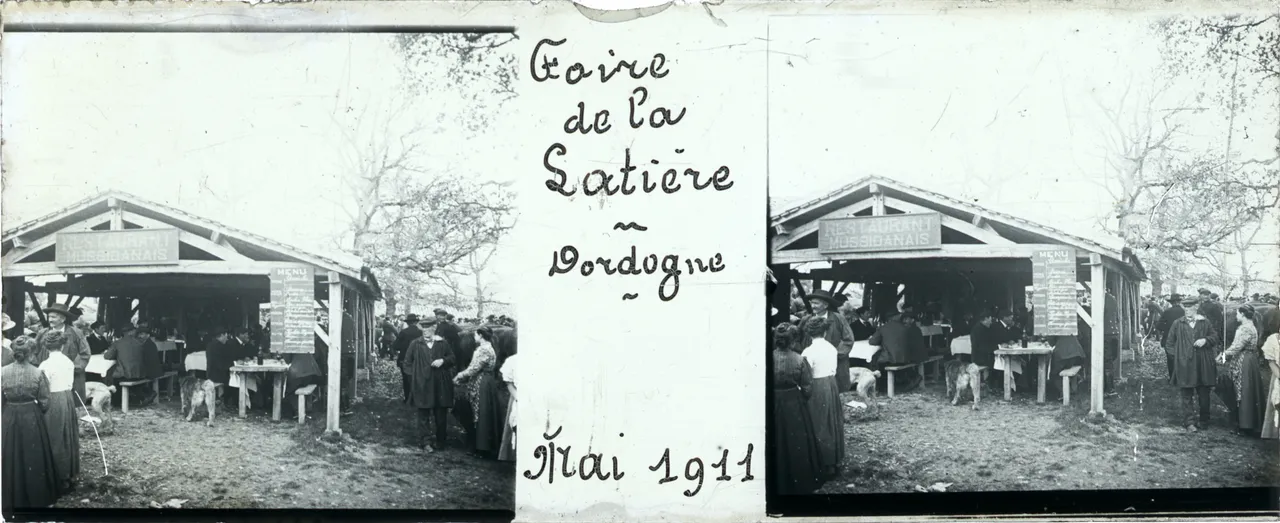 RESTAURANT
MUSSIDANAIS
MENU
Foire
de la
Latière
~
Dordogne
~
Mai 1911
RESTAURANT
MUSSIDANAIS
MENU